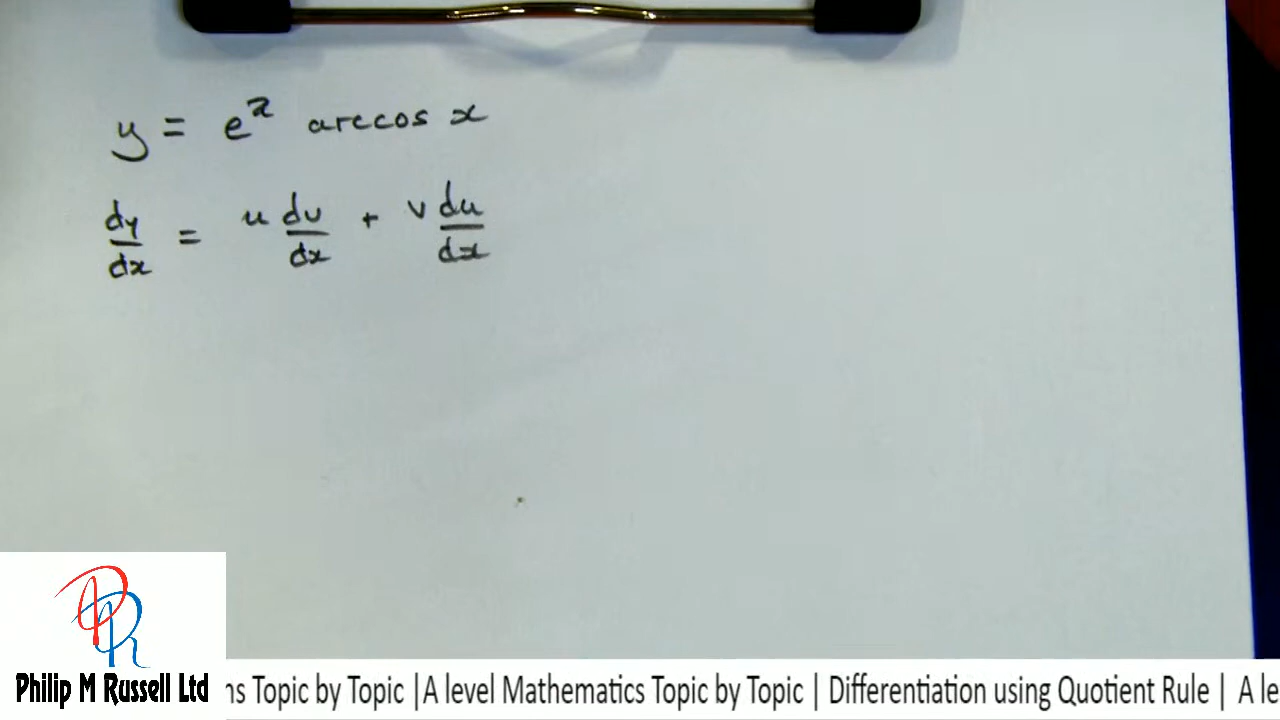 y = e^x arccos x
dy/dx = u dv/dx + v du/dx
Philip M Russell Ltd
ns Topic by Topic |A level Mathematics Topic by Topic | Differentiation using Quotient Rule | A le